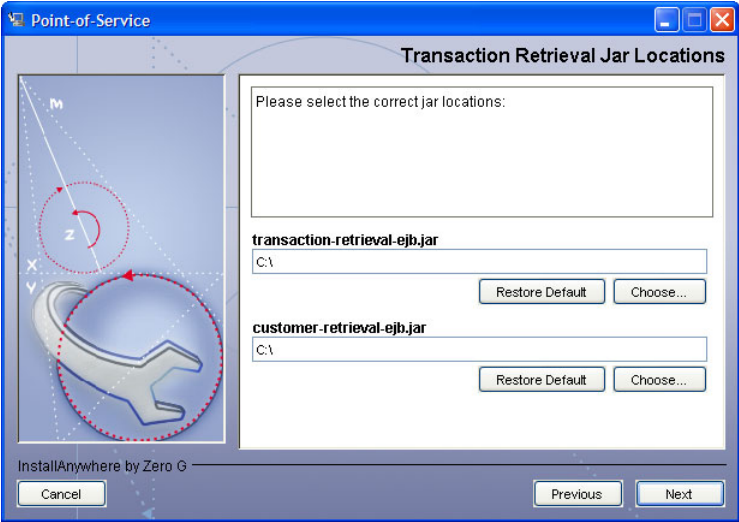 Point-of-Service
Transaction Retrieval Jar Locations
M
Z
X
Y
Please select the correct jar locations:
transaction-retrieval-ejb.jar
C:\
Restore Default Choose...
customer-retrieval-ejb.jar
C:\
Restore Default Choose...
InstallAnywhere by Zero G
Cancel Previous Next